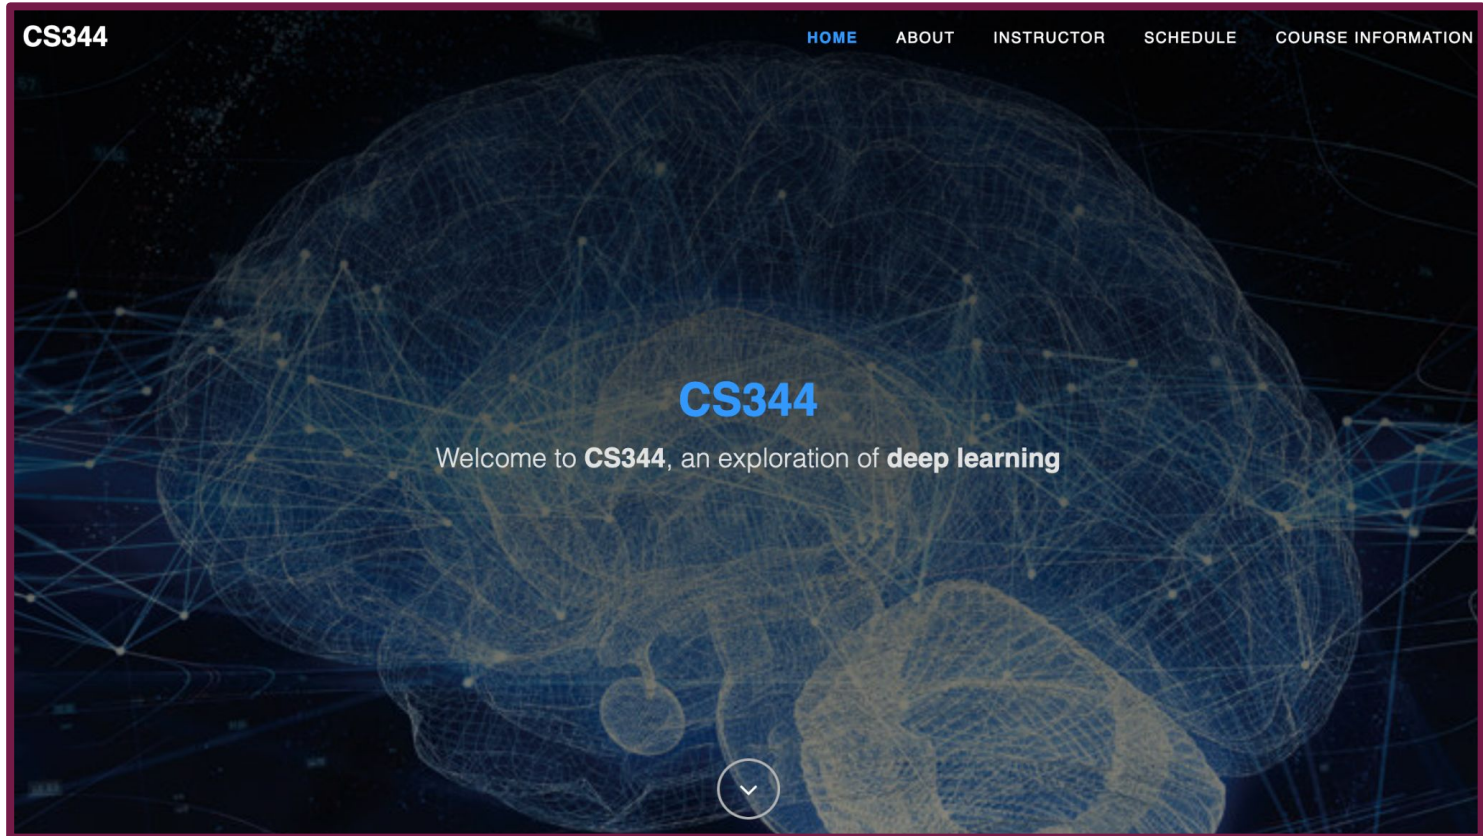 CS344
HOME ABOUT INSTRUCTOR SCHEDULE COURSE INFORMATION
CS344
Welcome to CS344, an exploration of deep learning